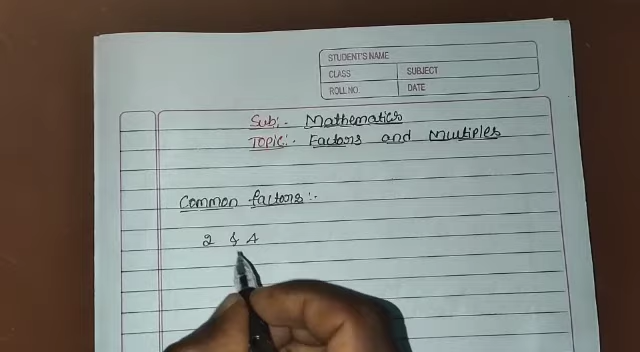 STUDENT'S NAME
CLASS SUBJECT
ROLL NO. DATE
Sub:- Mathematics
Topic:- Factors and Multiples
Common factors:-
2 & 4